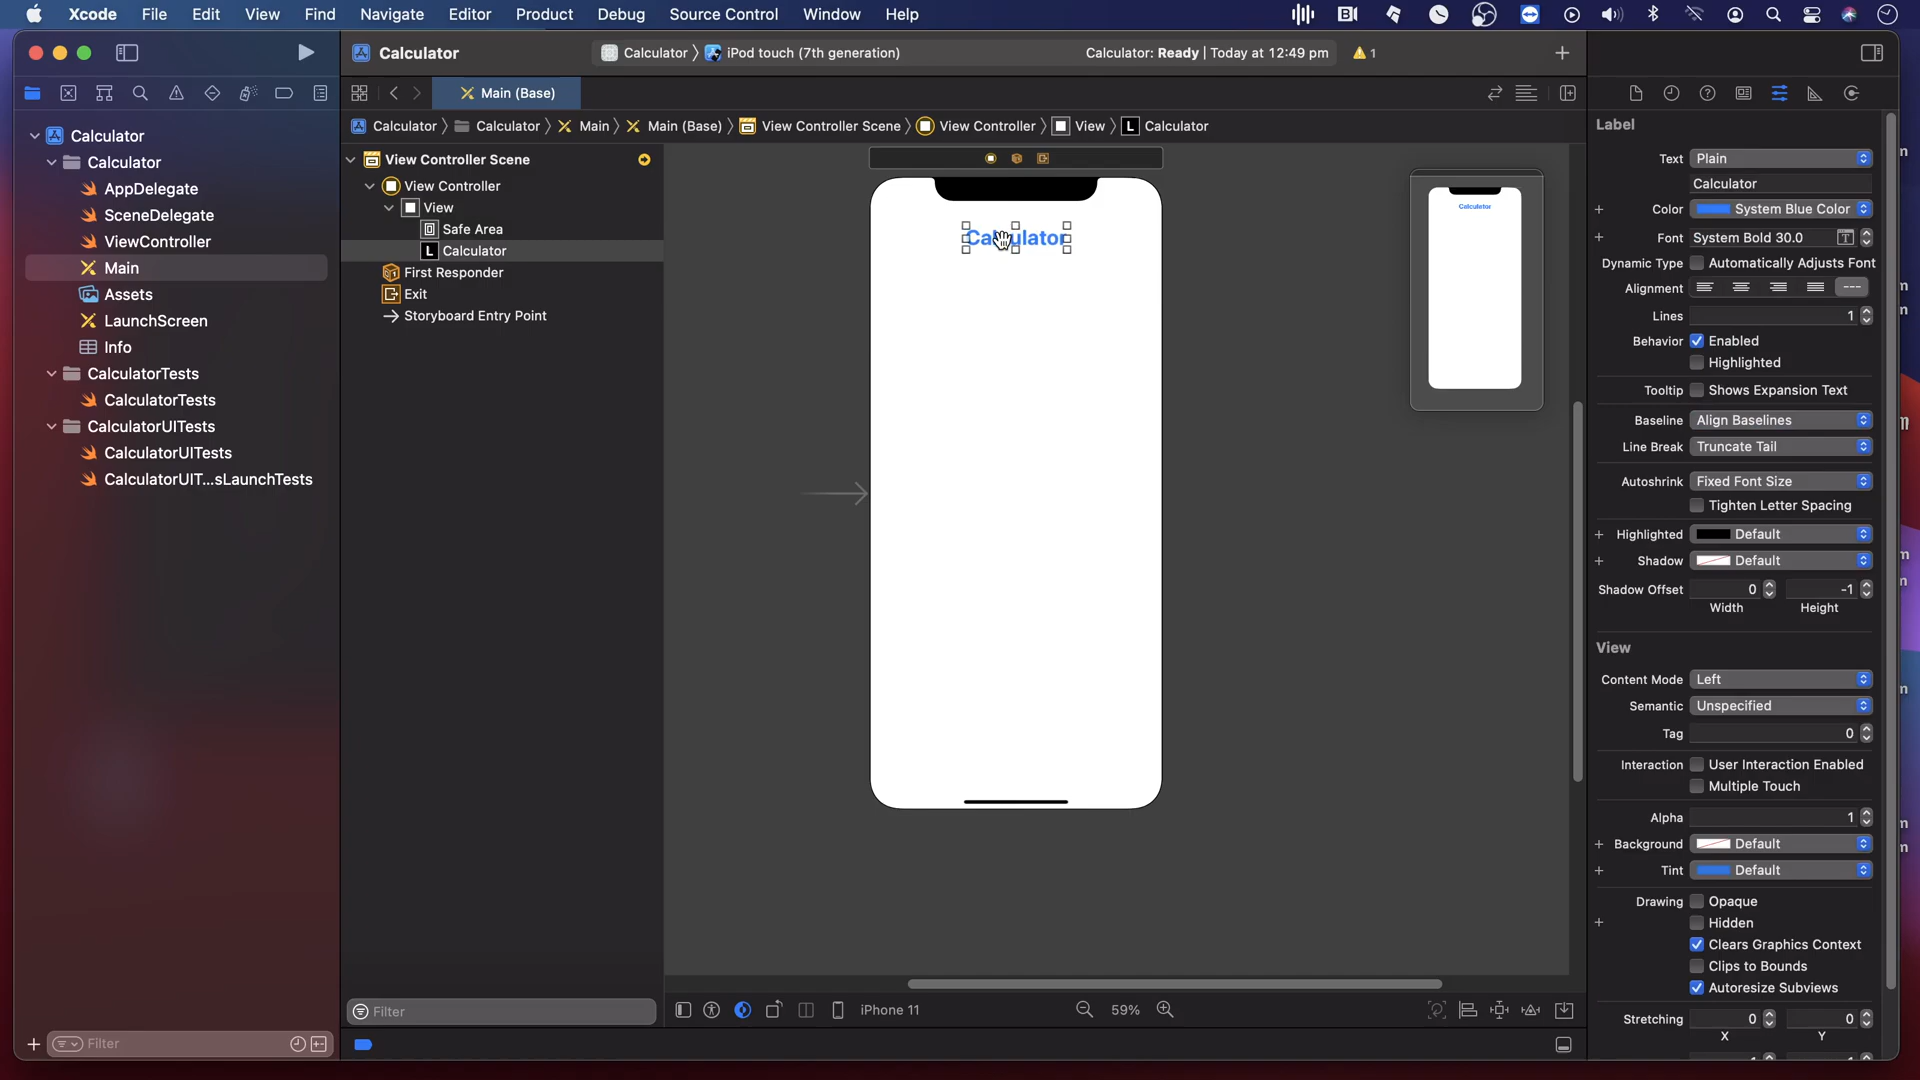 Xcode File Edit View Find Navigate Editor Product Debug Source Control Window Help
Calculator
Calculator
iPod touch (7th generation)
Calculator: Ready | Today at 12:49 pm
1
Main (Base)
Calculator
Calculator
AppDelegate
SceneDelegate
ViewController
Main
Assets
LaunchScreen
Info
CalculatorTests
CalculatorTests
CalculatorUITests
CalculatorUITests
CalculatorUIT...sLaunchTests
Filter
Calculator Calculator Main Main (Base) View Controller Scene View Controller View L Calculator
View Controller Scene
View Controller
View
Safe Area
L Calculator
First Responder
Exit
Storyboard Entry Point
Filter
Calculator
Calculator
iPhone 11
59%
Label
Text Plain
Calculator
Color System Blue Color
Font System Bold 30.0
Dynamic Type Automatically Adjusts Font
Alignment
Lines 1
Behavior Enabled
Highlighted
Tooltip Shows Expansion Text
Baseline Align Baselines
Line Break Truncate Tail
Autoshrink Fixed Font Size
Tighten Letter Spacing
Highlighted Default
Shadow Default
Shadow Offset 0 -1
Width Height
View
Content Mode Left
Semantic Unspecified
Tag 0
Interaction User Interaction Enabled
Multiple Touch
Alpha 1
Background Default
Tint Default
Drawing Opaque
Hidden
Clears Graphics Context
Clips to Bounds
Autoresize Subviews
Stretching 0 0
X Y